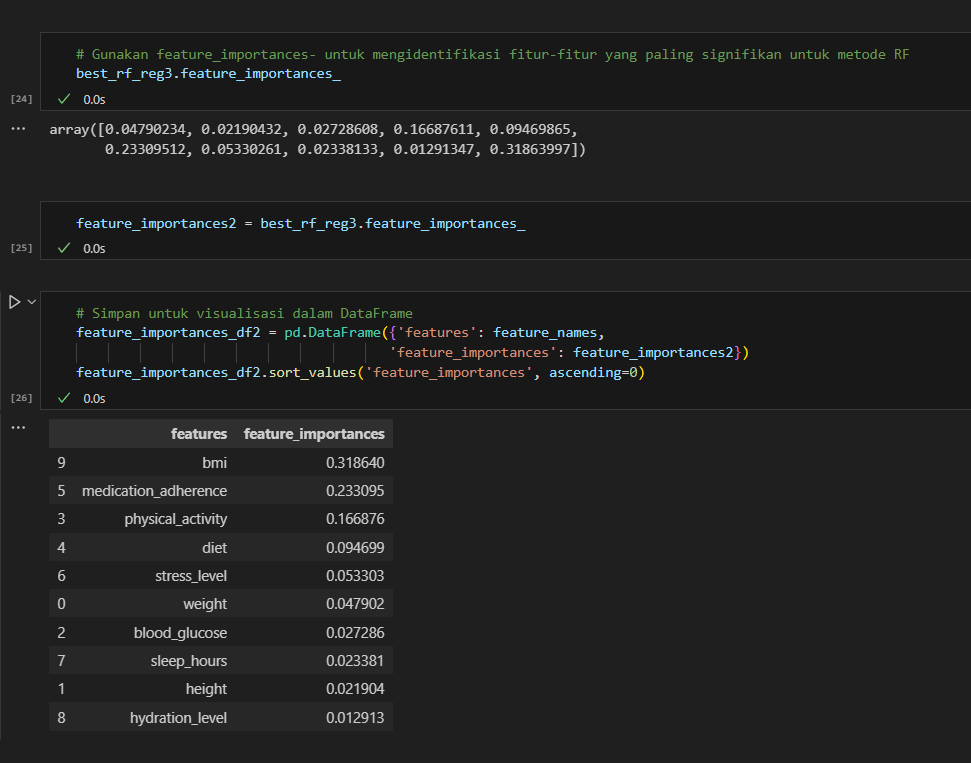 # Gunakan feature_importances- untuk mengidentifikasi fitur-fitur yang paling signifikan untuk metode RF
best_rf_reg3.feature_importances_
[24] 0.0s
... array([0.04790234, 0.02190432, 0.02728608, 0.16687611, 0.09469865,
0.23309512, 0.05330261, 0.02338133, 0.01291347, 0.31863997])
feature_importances2 = best_rf_reg3.feature_importances_
[25] 0.0s
# Simpan untuk visualisasi dalam DataFrame
feature_importances_df2 = pd.DataFrame({'features': feature_names,
'feature_importances': feature_importances2})
feature_importances_df2.sort_values('feature_importances', ascending=0)
[26] 0.0s
...
features feature_importances
9 bmi 0.318640
5 medication_adherence 0.233095
3 physical_activity 0.166876
4 diet 0.094699
6 stress_level 0.053303
0 weight 0.047902
2 blood_glucose 0.027286
7 sleep_hours 0.023381
1 height 0.021904
8 hydration_level 0.012913